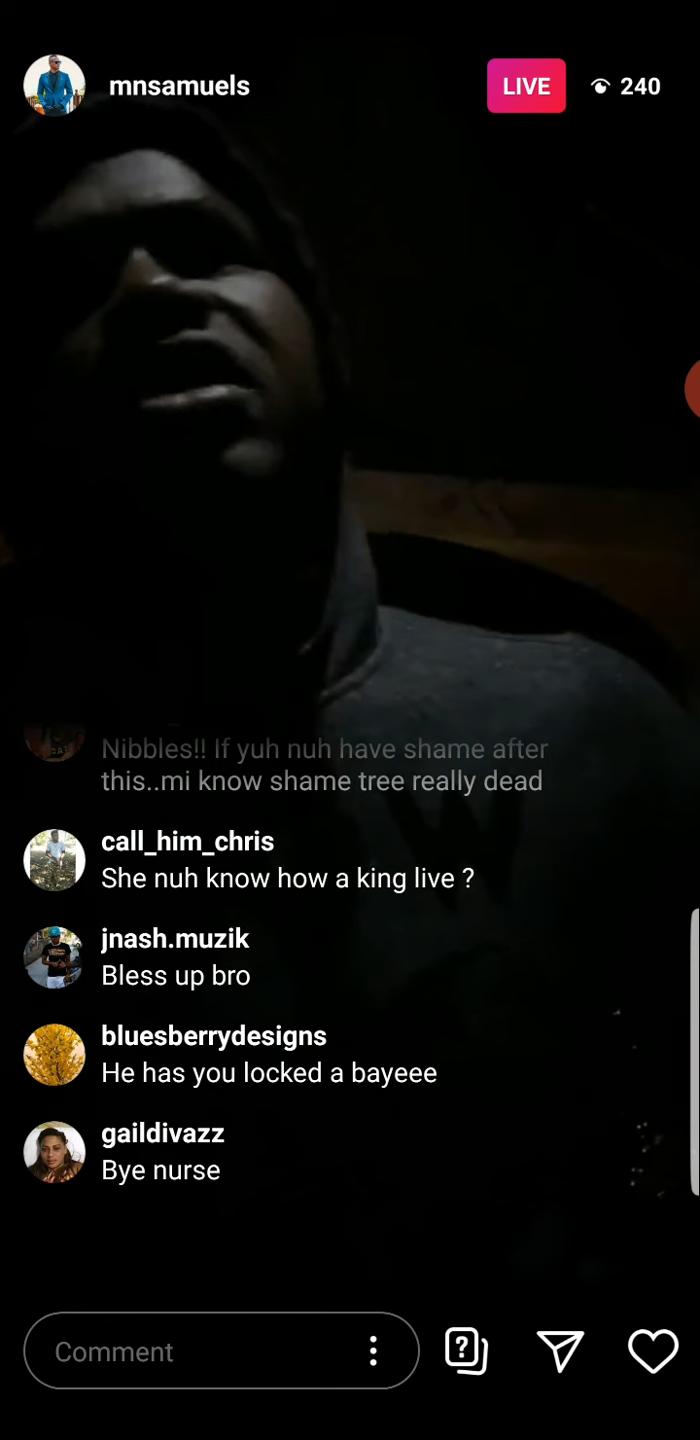 mnsamuels
LIVE
240
Nibbles!! If yuh nuh have shame after
this..mi know shame tree really dead
call_him_chris
She nuh know how a king live ?
jnash.muzik
Bless up bro
bluesberrydesigns
He has you locked a bayeee
gaildivazz
Bye nurse
Comment
?